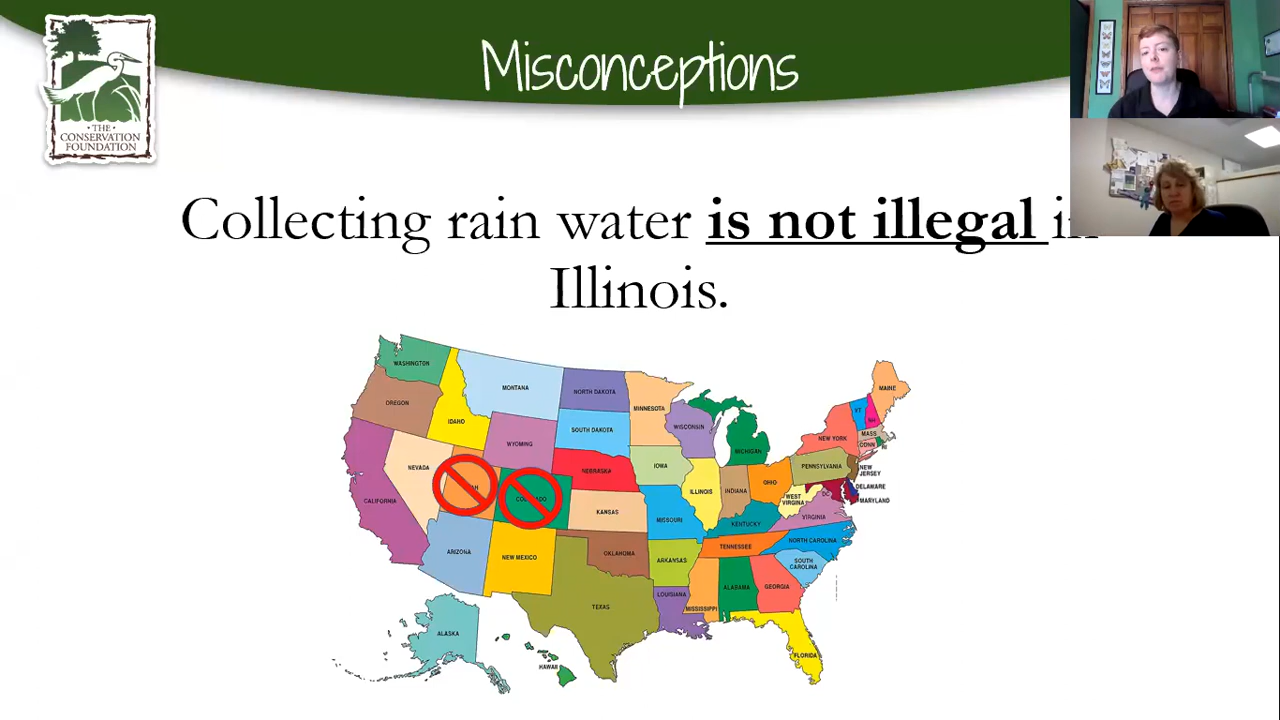 Misconceptions
• THE •
CONSERVATION
FOUNDATION
Collecting rain water is not illegal in
Illinois.
WASHINGTON
OREGON
IDAHO
MONTANA
NORTH DAKOTA
MINNESOTA
SOUTH DAKOTA
WYOMING
WISCONSIN
MICHIGAN
MAINE
VT
NH
MASS
CONN
RI
NEW YORK
PENNSYLVANIA
NEW
JERSEY
DELAWARE
MARYLAND
NEVADA
CALIFORNIA
NEBRASKA
IOWA
ILLINOIS
INDIANA
OHIO
WEST
VIRGINIA
VIRGINIA
KANSAS
MISSOURI
KENTUCKY
NORTH CAROLINA
TENNESSEE
SOUTH
CAROLINA
ARIZONA
NEW MEXICO
OKLAHOMA
ARKANSAS
TEXAS
LOUISIANA
MISSISSIPPI
ALABAMA
GEORGIA
FLORIDA
ALASKA
HAWAII